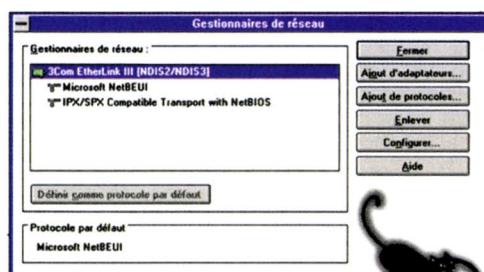 Gestionnaires de réseau
Gestionnaires de réseau :
3Com EtherLink III [NDIS2/NDIS3]
Microsoft NetBEUI
IPX/SPX Compatible Transport with NetBIOS
Définir comme protocole par défaut
Protocole par défaut
Microsoft NetBEUI
Fermer
Ajout d'adaptateurs...
Ajout de protocoles...
Enlever
Configurer...
Aide